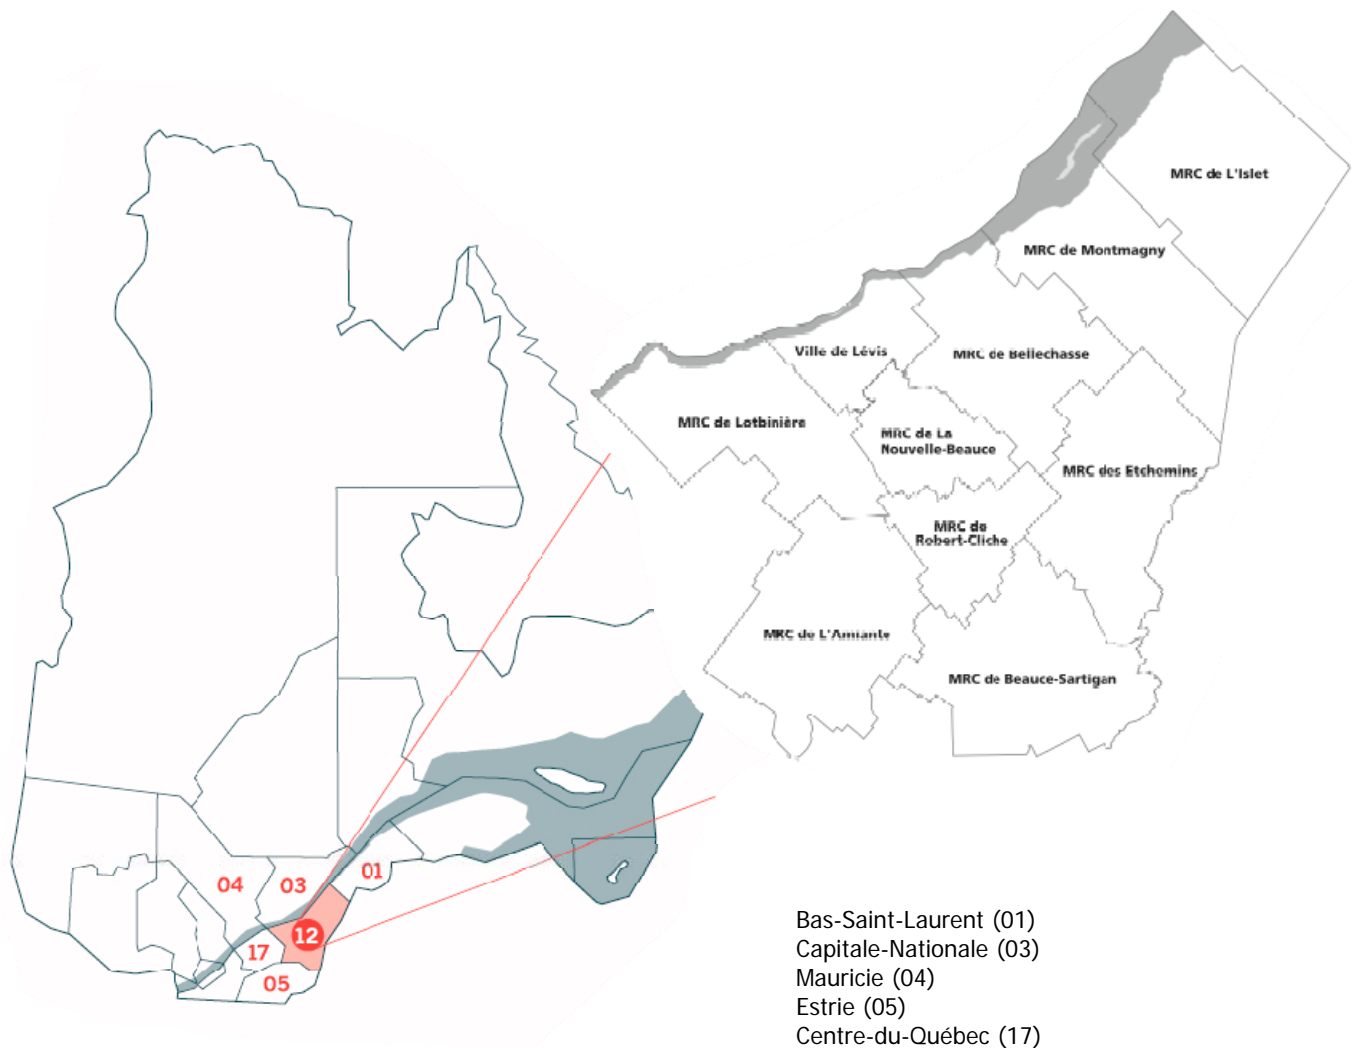 MRC de L'Islet
MRC de Montmagny
Ville de Lévis
MRC de Bellechasse
MRC de Lotbinière
MRC de La
Nouvelle-Beauce
MRC des Etchemins
MRC de
Robert-Cliche
MRC de L'Amiante
MRC de Beauce-Sartigan
04
03
01
12
17
05
Bas-Saint-Laurent (01)
Capitale-Nationale (03)
Mauricie (04)
Estrie (05)
Centre-du-Québec (17)